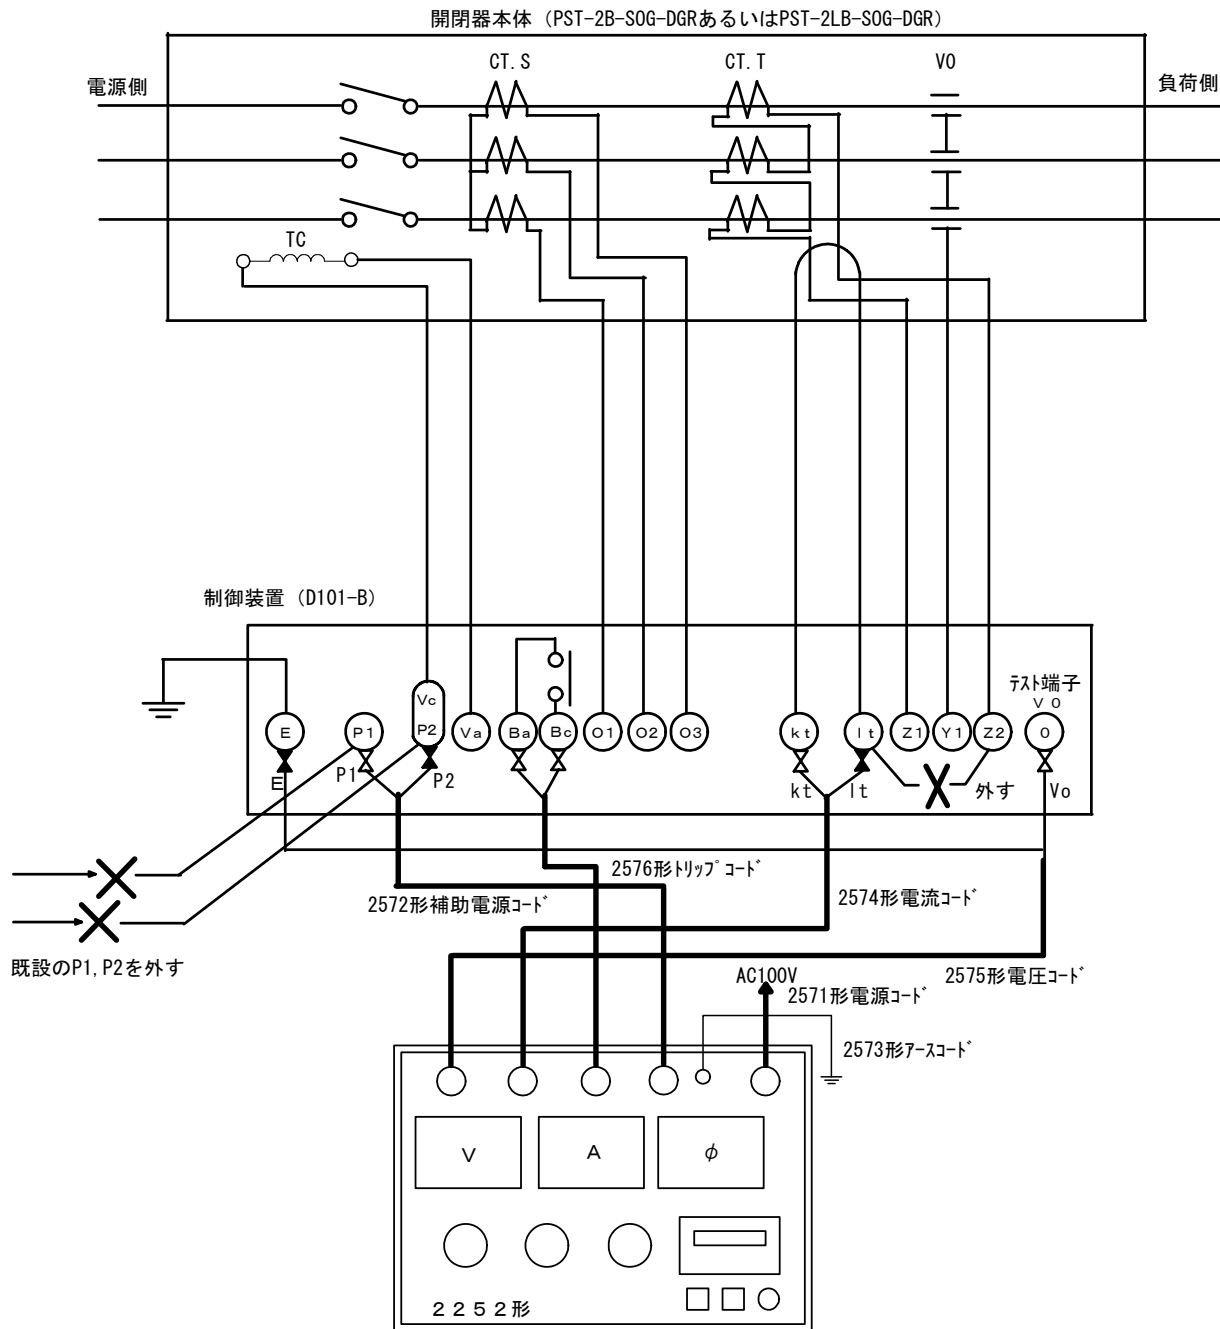 開閉器本体（PST-2B-SOG-DGRあるいはPST-2LB-SOG-DGR）
CT.S
CT.T
VO
電源側
負荷側
TC
制御装置（D101-B）
テスト端子
V0
Vc
E
P1
P2
Va
Ba
Bc
O1
O2
O3
kt
lt
Z1
Y1
Z2
0
E
P1
P2
kt
lt
外す
Vo
2576形トリップコード
2572形補助電源コード
2574形電流コード
既設のP1,P2を外す
AC100V
2575形電圧コード
2571形電源コード
2573形アースコード
V
A
φ
2252形